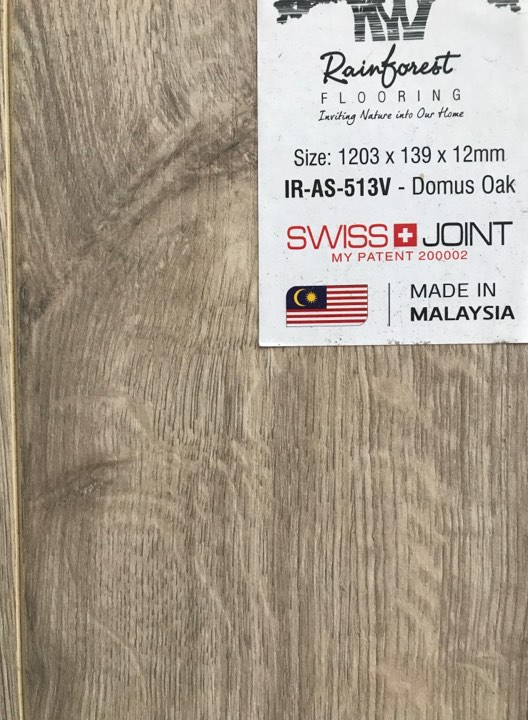 Rainforest
FLOORING
Inviting Nature into Our Home
Size: 1203 x 139 x 12mm
IR-AS-513V - Domus Oak
SWISS JOINT
MY PATENT 200002
MADE IN
MALAYSIA